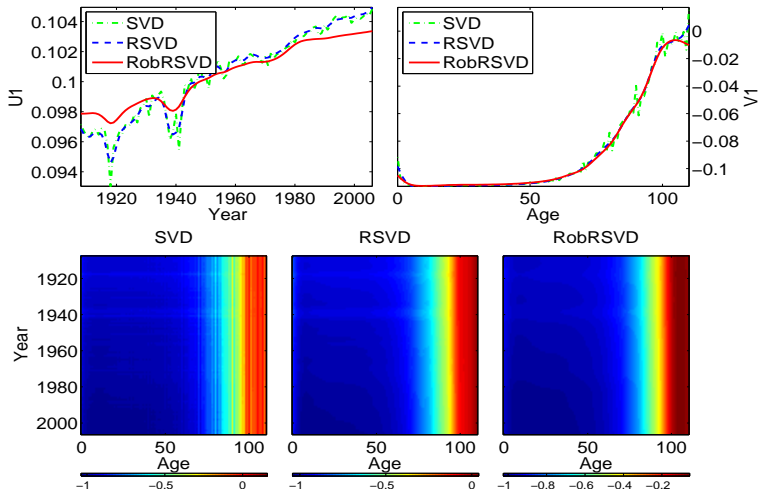 SVD
RSVD
RobRSVD
0.104
0.102
0.1
0.098
0.096
0.094
U1
1920 1940 1960 1980 2000
Year
SVD
RSVD
RobRSVD
0
−0.02
−0.04
−0.06
−0.08
−0.1
V1
0 50 100
Age
SVD RSVD RobRSVD
1920
1940
1960
1980
2000
Year
0 50 100 0 50 100 0 50 100
Age Age Age
−1 −0.5 0 −1 −0.5 0 −1 −0.8 −0.6 −0.4 −0.2